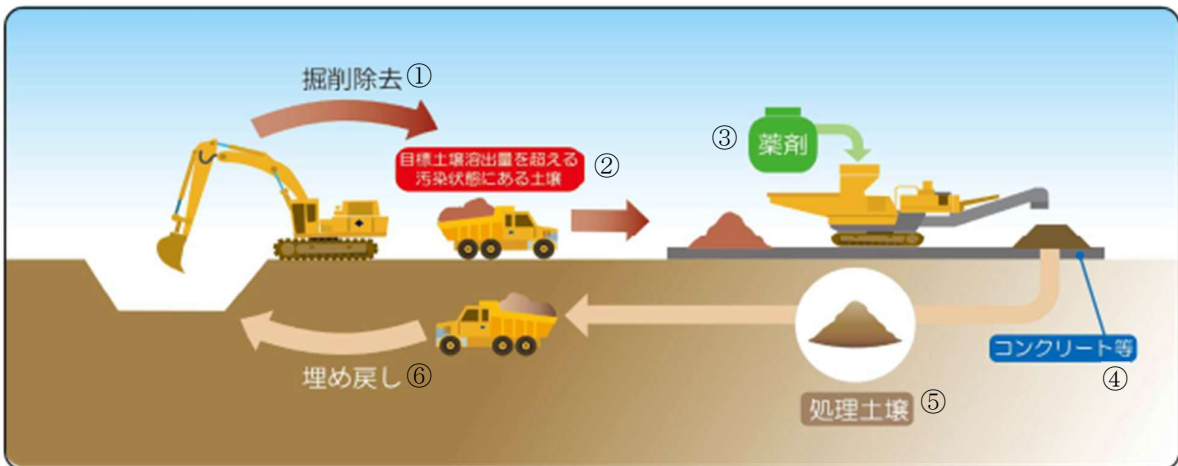 掘削除去①
目標土壌溶出量を超える
汚染状態にある土壌
②
③
薬剤
コンクリート等
④
埋め戻し⑥
処理土壌⑤